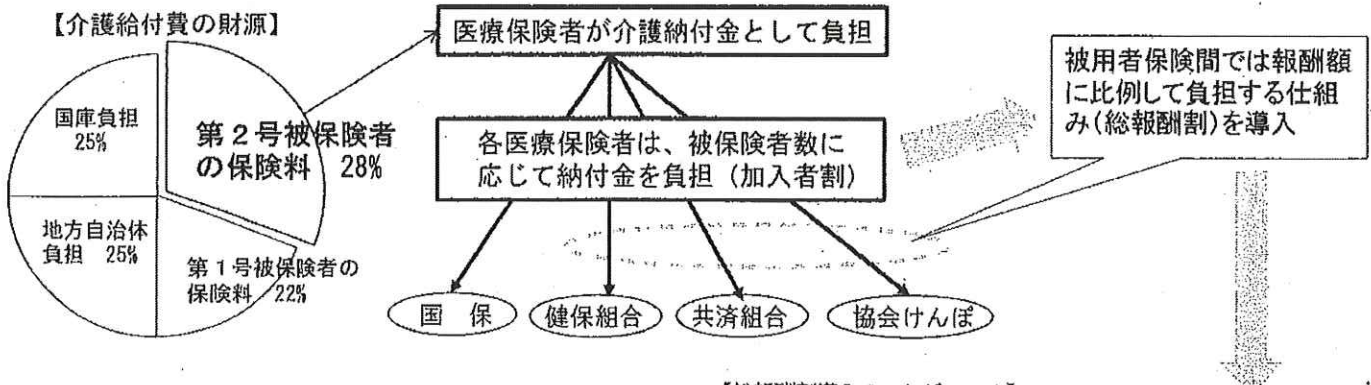 【介護給付費の財源】
国庫負担
25%
第2号被保険者
の保険料 28%
地方自治体
負担 25%
第1号被保険者の
保険料 22%
医療保険者が介護納付金として負担
各医療保険者は、被保険者数に
応じて納付金を負担（加入者割）
国 保
健保組合
共済組合
協会けんぽ
被用者保険間では報酬額
に比例して負担する仕組
み(総報酬割)を導入